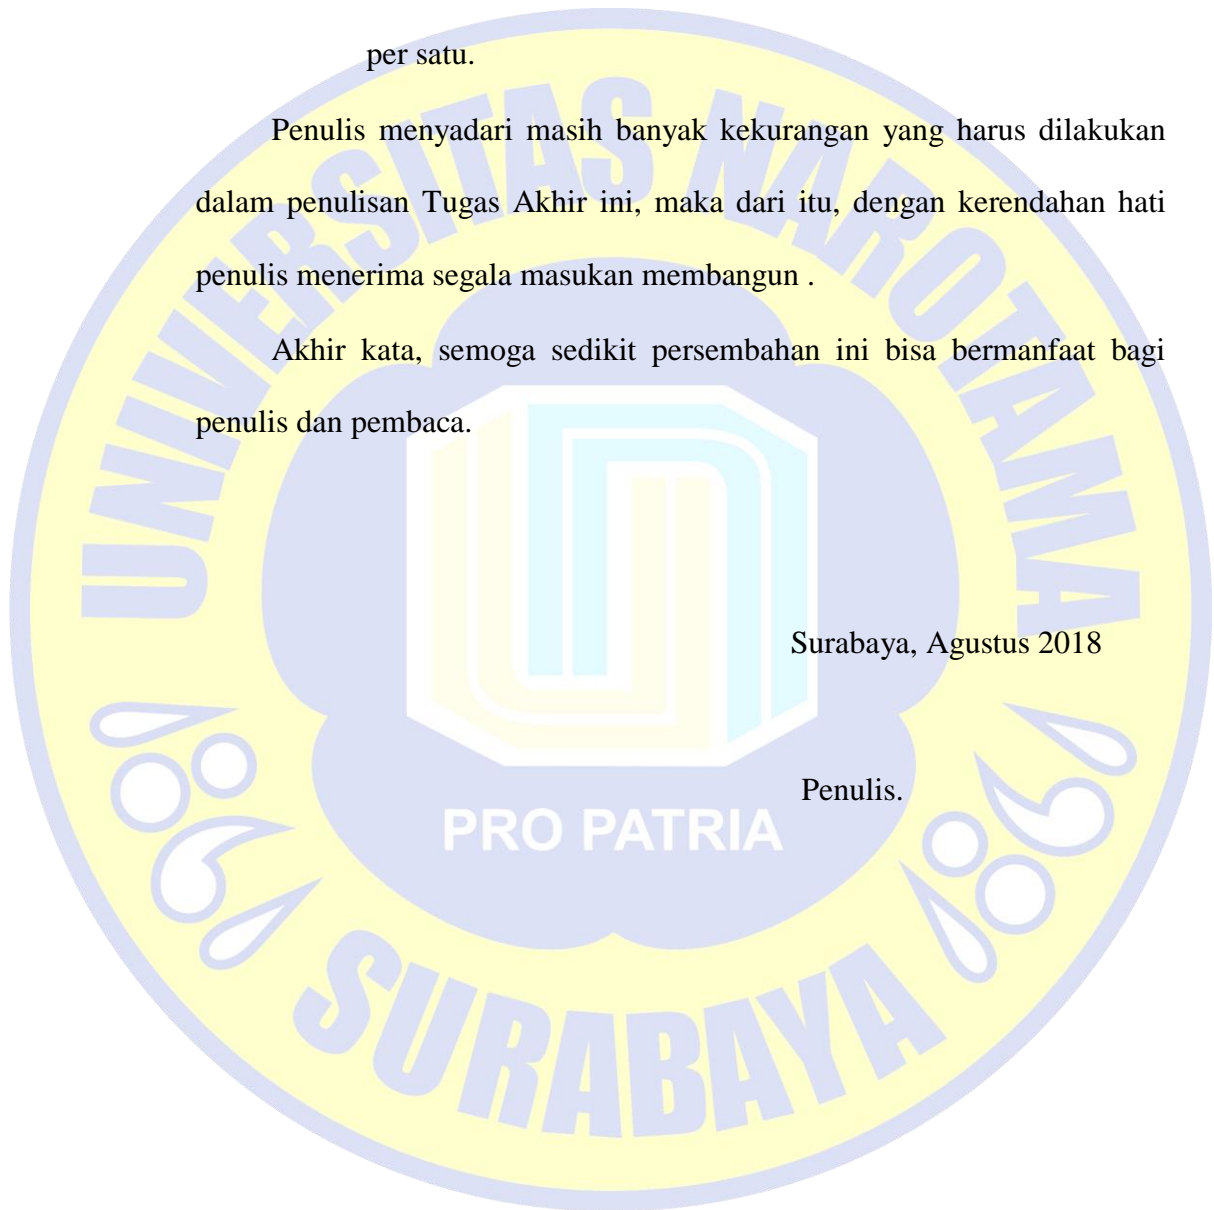 per satu.
Penulis menyadari masih banyak kekurangan yang harus dilakukan
dalam penulisan Tugas Akhir ini, maka dari itu, dengan kerendahan hati
penulis menerima segala masukan membangun .
Akhir kata, semoga sedikit persembahan ini bisa bermanfaat bagi
penulis dan pembaca.
Surabaya, Agustus 2018
Penulis.
UNIVERSITAS NAROTAMA
PRO PATRIA
SURABAYA